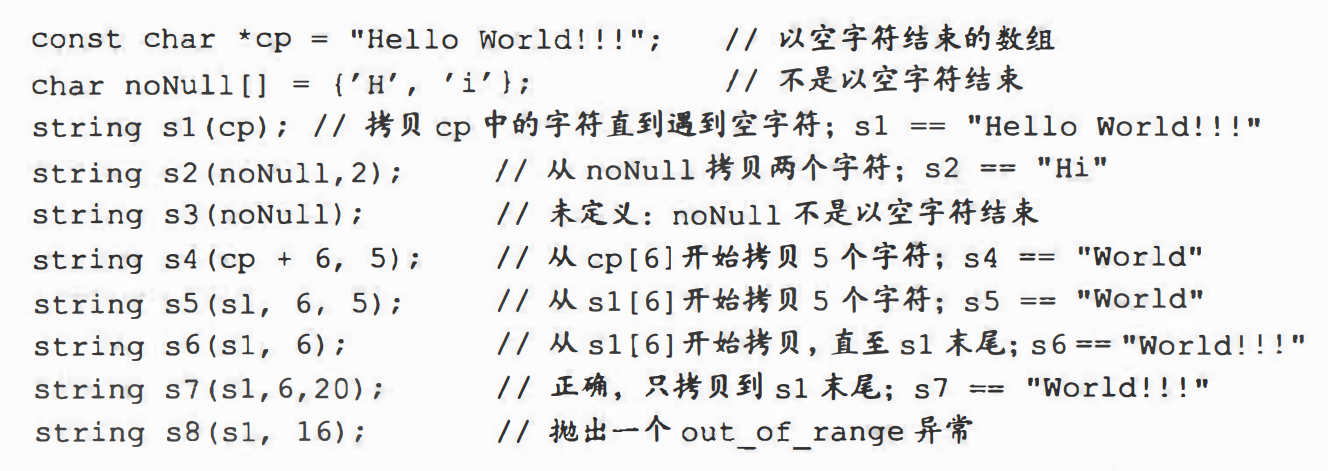 const char *cp = "Hello World!!!";   // 以空字符结束的数组
char noNull[] = {'H', 'i'};   // 不是以空字符结束
string s1(cp); // 拷贝 cp 中的字符直到遇到空字符；s1 == "Hello World!!!"
string s2(noNull,2);   // 从 noNull 拷贝两个字符；s2 == "Hi"
string s3(noNull);   // 未定义：noNull 不是以空字符结束
string s4(cp + 6, 5);   // 从 cp[6]开始拷贝 5 个字符；s4 == "World"
string s5(s1, 6, 5);   // 从 s1[6]开始拷贝 5 个字符；s5 == "World"
string s6(s1, 6);   // 从 s1[6]开始拷贝，直至 s1 末尾；s6=="World!!!"
string s7(s1,6,20);   // 正确，只拷贝到 s1 末尾；s7 == "World!!!"
string s8(s1, 16);   // 抛出一个 out_of_range 异常